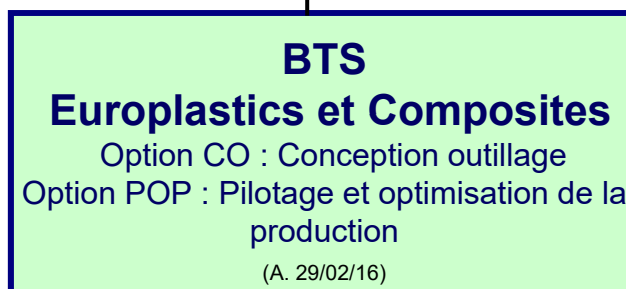 BTS
Europlastics et Composites
Option CO : Conception outillage
Option POP : Pilotage et optimisation de la
production
(A. 29/02/16)